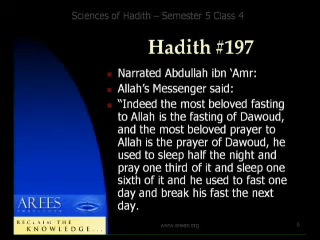 Sciences of Hadith – Semester 5 Class 4
Hadith #197
Narrated Abdullah ibn ‘Amr:
Allah’s Messenger said:
“Indeed the most beloved fasting
to Allah is the fasting of Dawoud,
and the most beloved prayer to
Allah is the prayer of Dawoud, he
used to sleep half the night and
pray one third of it and sleep one
sixth of it and he used to fast one
day and break his fast the next
day.
AREES
INSTITUTE
RECLAIM THE
KNOWLEDGE...
www.arees.org